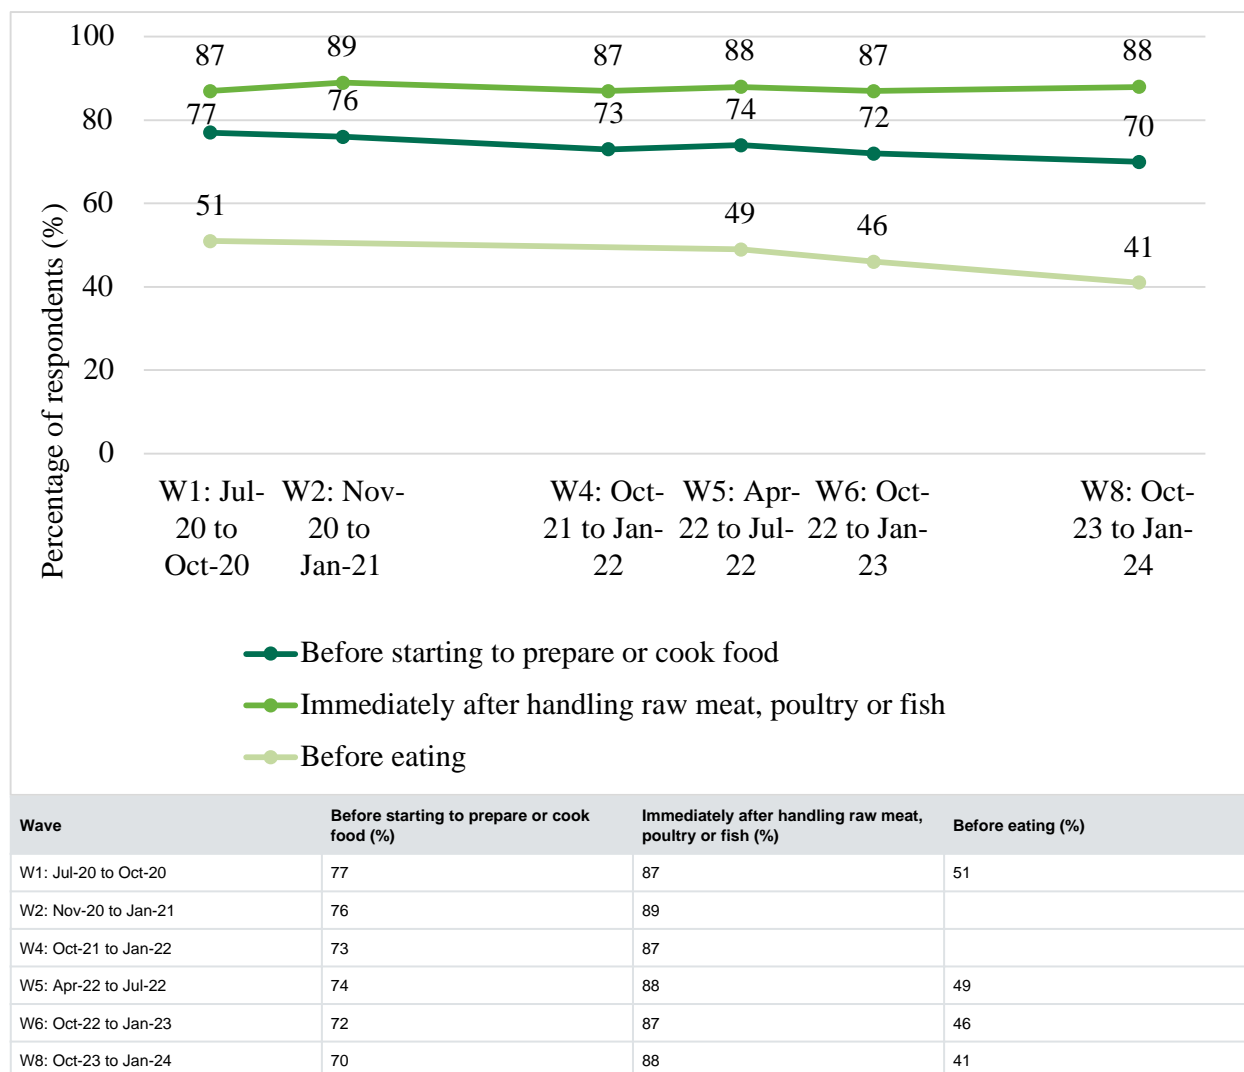 Percentage of respondents (%)
100
80
60
40
20
0
87
89
87
88
87
88
77
76
73
74
72
70
51
49
46
41
W1: Jul-
20 to
Oct-20
W2: Nov-
20 to
Jan-21
W4: Oct-
21 to Jan-
22
W5: Apr-
22 to Jul-
22
W6: Oct-
22 to Jan-
23
W8: Oct-
23 to Jan-
24
Before starting to prepare or cook food
Immediately after handling raw meat, poultry or fish
Before eating
Wave
Before starting to prepare or cook
food (%)
Immediately after handling raw meat,
poultry or fish (%)
Before eating (%)
W1: Jul-20 to Oct-20 77 87 51
W2: Nov-20 to Jan-21 76 89
W4: Oct-21 to Jan-22 73 87
W5: Apr-22 to Jul-22 74 88 49
W6: Oct-22 to Jan-23 72 87 46
W8: Oct-23 to Jan-24 70 88 41